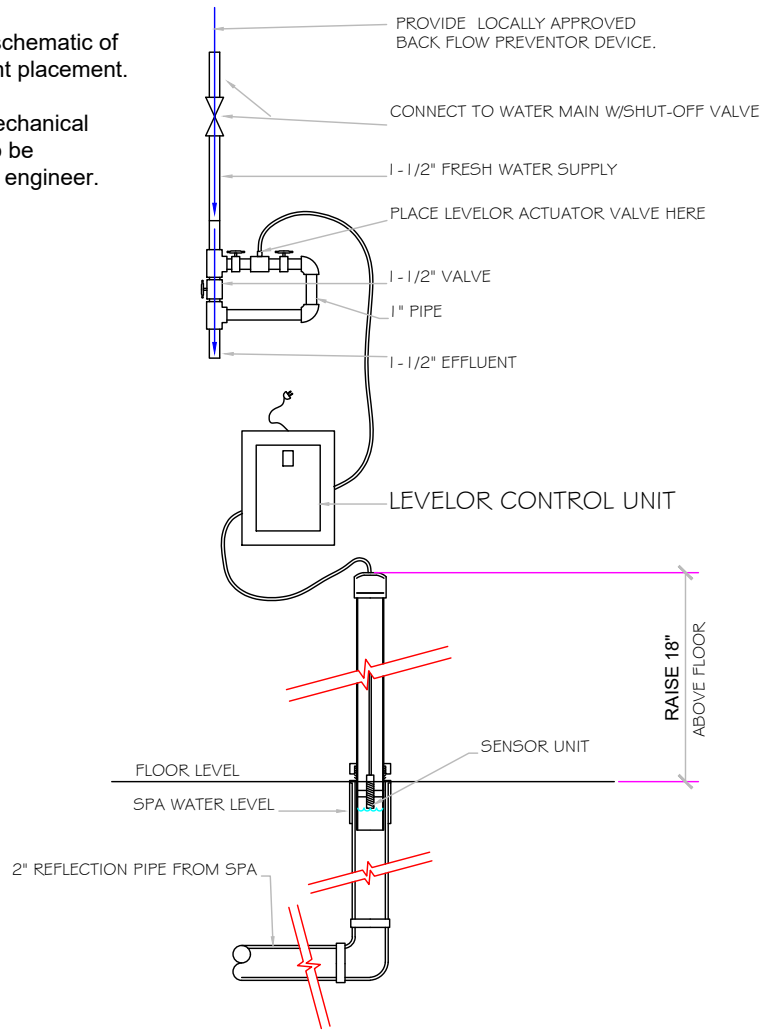 schematic of
nt placement.
echanical
o be
engineer.
PROVIDE LOCALLY APPROVED
BACK FLOW PREVENTOR DEVICE.
CONNECT TO WATER MAIN W/SHUT-OFF VALVE
1-1/2" FRESH WATER SUPPLY
PLACE LEVELOR ACTUATOR VALVE HERE
1-1/2" VALVE
1" PIPE
1-1/2" EFFLUENT
LEVELOR CONTROL UNIT
RAISE 18"
ABOVE FLOOR
SENSOR UNIT
FLOOR LEVEL
SPA WATER LEVEL
2" REFLECTION PIPE FROM SPA